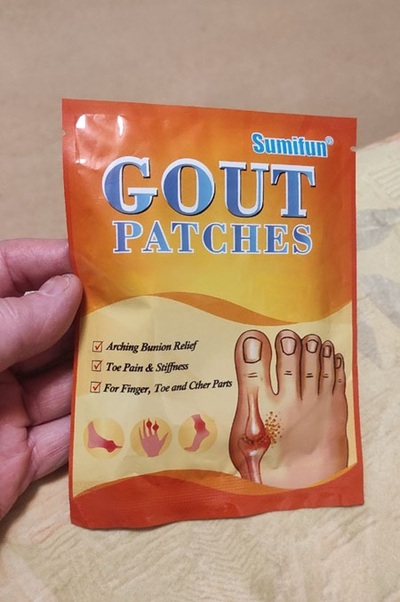 Sumifun®
GOUT
PATCHES
Arching Bunion Relief
Toe Pain & Stiffness
For Finger, Toe and Cther Parts